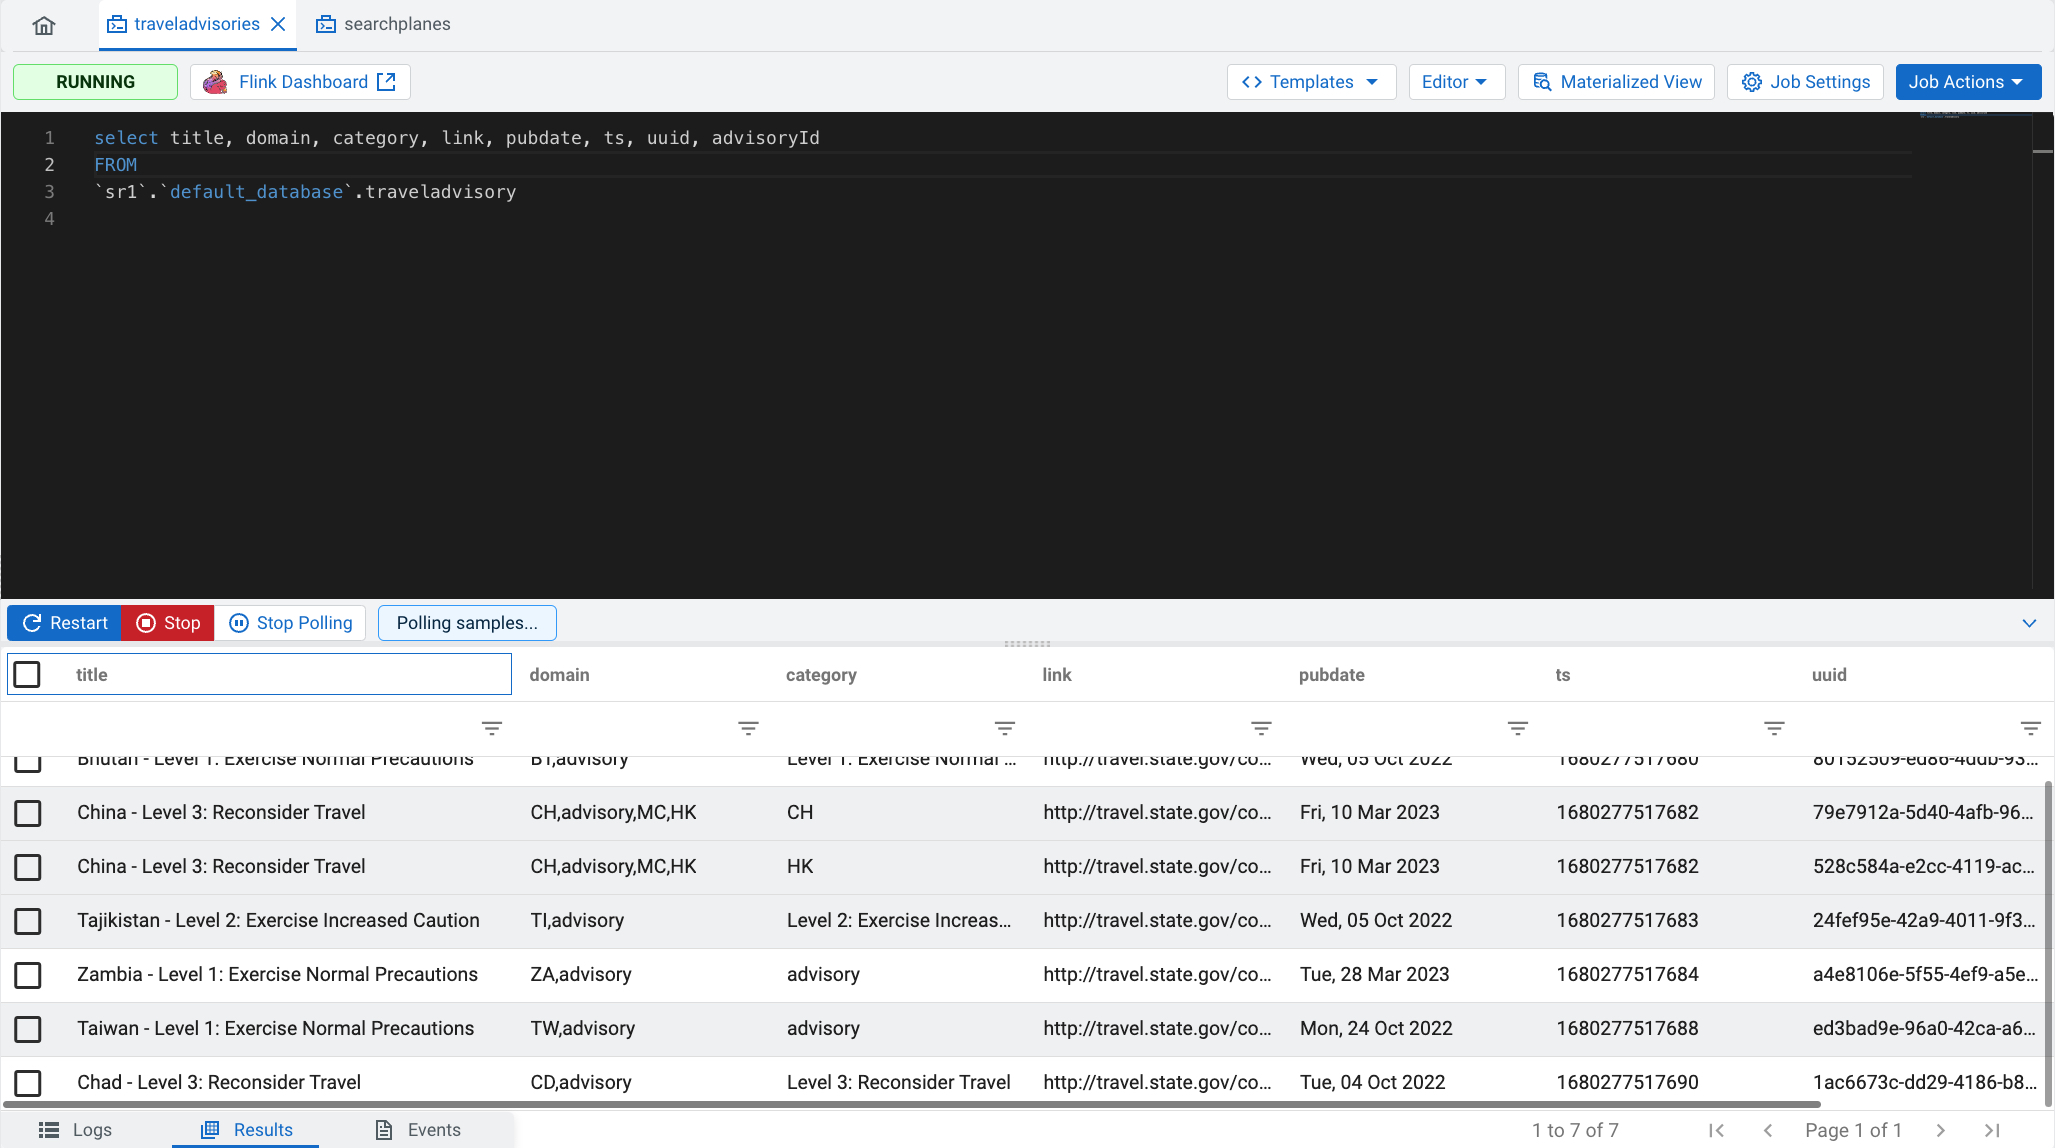 traveladvisories searchplanes
RUNNING Flink Dashboard Templates Editor Materialized View Job Settings Job Actions
1 select title, domain, category, link, pubdate, ts, uuid, advisoryId
2 FROM
3 `sr1`.`default_database`.traveladvisory
4
Restart Stop Stop Polling Polling samples...
title domain category link pubdate ts uuid
Bhutan - Level 1: Exercise Normal Precautions BT,advisory Level 1: Exercise Normal ... http://travel.state.gov/co... Wed, 05 Oct 2022 1680277517680 80152509-ed86-4ddb-93...
China - Level 3: Reconsider Travel CH,advisory,MC,HK CH http://travel.state.gov/co... Fri, 10 Mar 2023 1680277517682 79e7912a-5d40-4afb-96...
China - Level 3: Reconsider Travel CH,advisory,MC,HK HK http://travel.state.gov/co... Fri, 10 Mar 2023 1680277517682 528c584a-e2cc-4119-ac...
Tajikistan - Level 2: Exercise Increased Caution TI,advisory Level 2: Exercise Increas... http://travel.state.gov/co... Wed, 05 Oct 2022 1680277517683 24fef95e-42a9-4011-9f3...
Zambia - Level 1: Exercise Normal Precautions ZA,advisory advisory http://travel.state.gov/co... Tue, 28 Mar 2023 1680277517684 a4e8106e-5f55-4ef9-a5e...
Taiwan - Level 1: Exercise Normal Precautions TW,advisory advisory http://travel.state.gov/co... Mon, 24 Oct 2022 1680277517688 ed3bad9e-96a0-42ca-a6...
Chad - Level 3: Reconsider Travel CD,advisory Level 3: Reconsider Travel http://travel.state.gov/co... Tue, 04 Oct 2022 1680277517690 1ac6673c-dd29-4186-b8...
Logs Results Events 1 to 7 of 7 Page 1 of 1